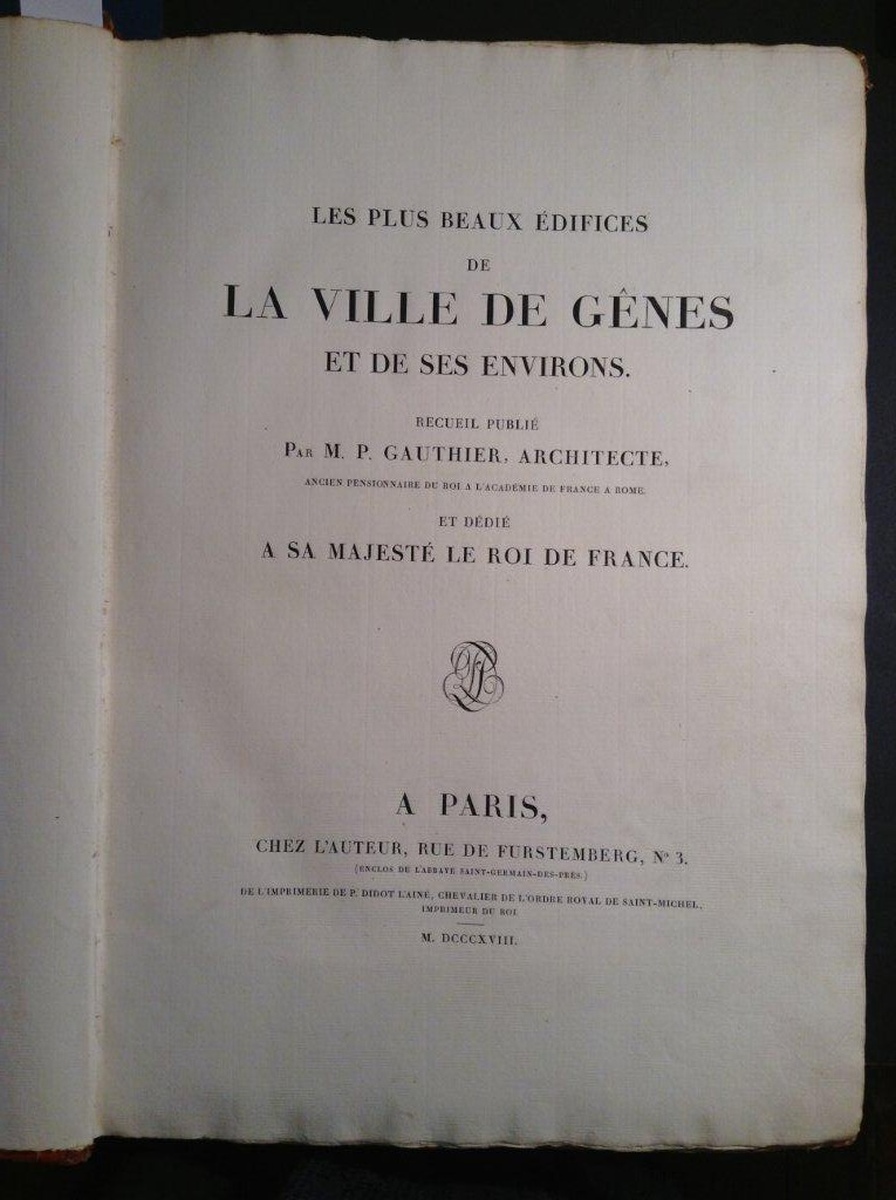 LES PLUS BEAUX ÉDIFICES
DE
LA VILLE DE GÊNES
ET DE SES ENVIRONS.
RECUEIL PUBLIÉ
PAR M. P. GAUTHIER, ARCHITECTE,
ANCIEN PENSIONNAIRE DU ROI A L'ACADÉMIE DE FRANCE A ROME.
ET DÉDIÉ
A SA MAJESTÉ LE ROI DE FRANCE.
A PARIS,
CHEZ L'AUTEUR, RUE DE FURSTEMBERG, Nº 3.
(ENCLOS DE L'ABBAYE SAINT-GERMAIN-DES-PRÉS.)
DE L'IMPRIMERIE DE P. DIDOT L'AINÉ, CHEVALIER DE L'ORDRE ROYAL DE SAINT-MICHEL,
IMPRIMEUR DU ROI
M. DCCCXVIII.